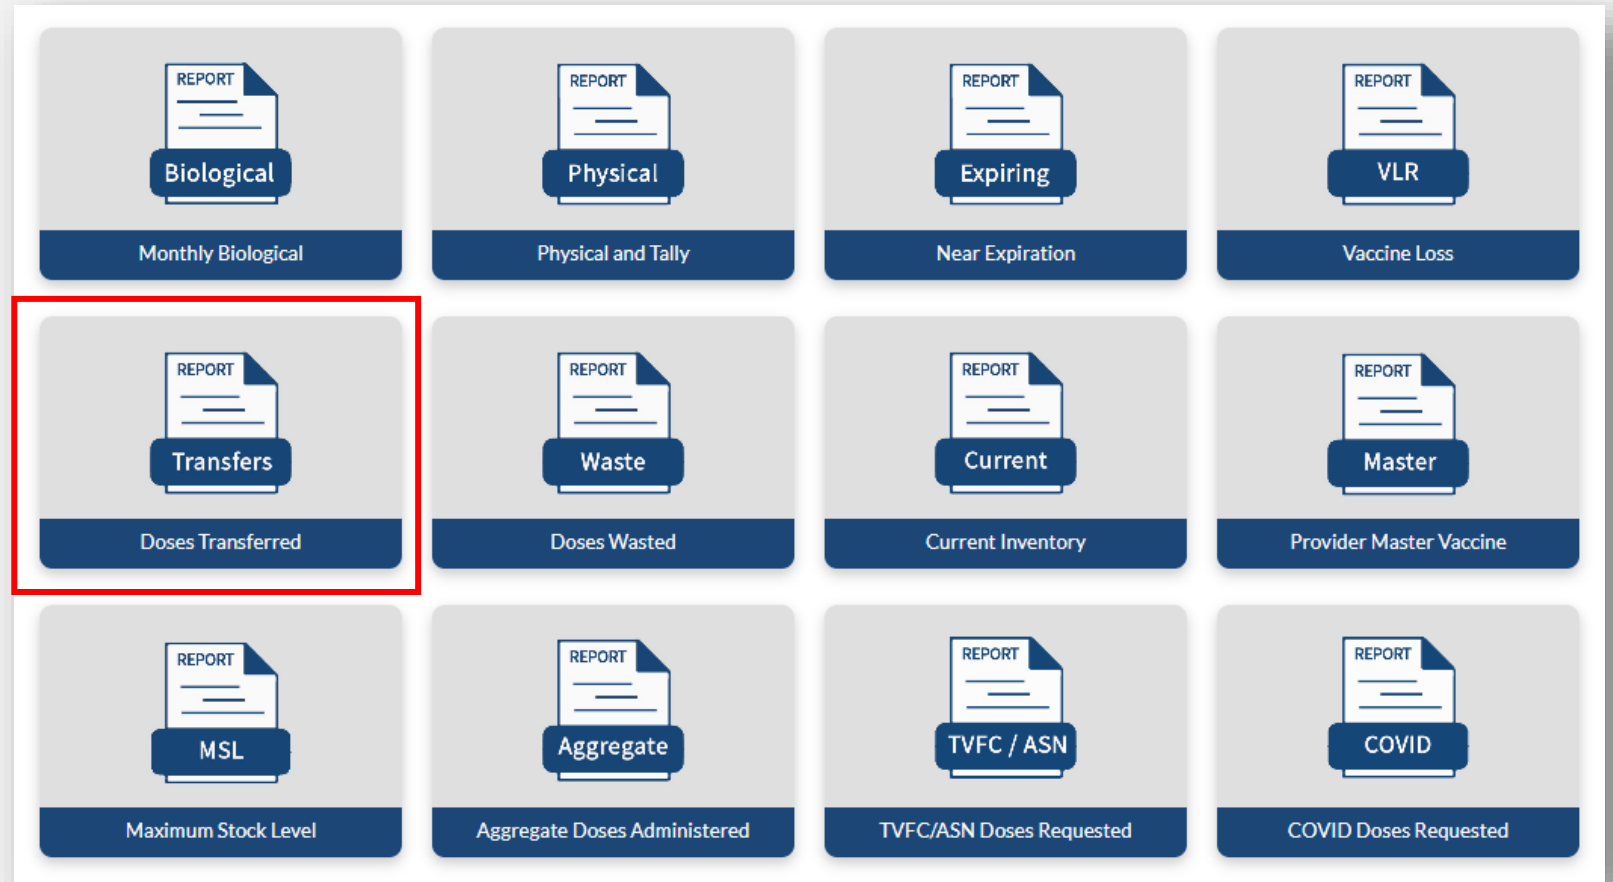 REPORT
Biological
Monthly Biological
REPORT
Physical
Physical and Tally
REPORT
Expiring
Near Expiration
REPORT
VLR
Vaccine Loss
REPORT
Transfers
Doses Transferred
REPORT
Waste
Doses Wasted
REPORT
Current
Current Inventory
REPORT
Master
Provider Master Vaccine
REPORT
MSL
Maximum Stock Level
REPORT
Aggregate
Aggregate Doses Administered
REPORT
TVFC / ASN
TVFC/ASN Doses Requested
REPORT
COVID
COVID Doses Requested